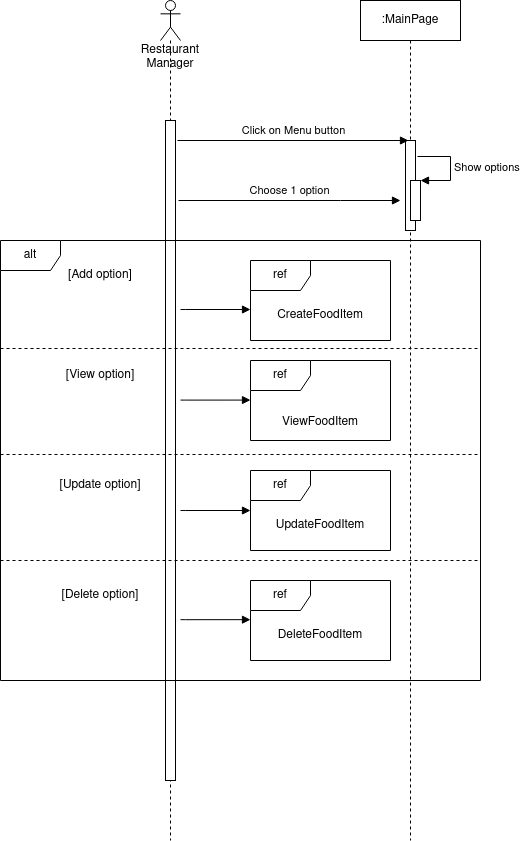 :MainPage
Restaurant
Manager
Click on Menu button
Show options
Choose 1 option
alt
[Add option]
ref
CreateFoodItem
[View option]
ref
ViewFoodItem
[Update option]
ref
UpdateFoodItem
[Delete option]
ref
DeleteFoodItem